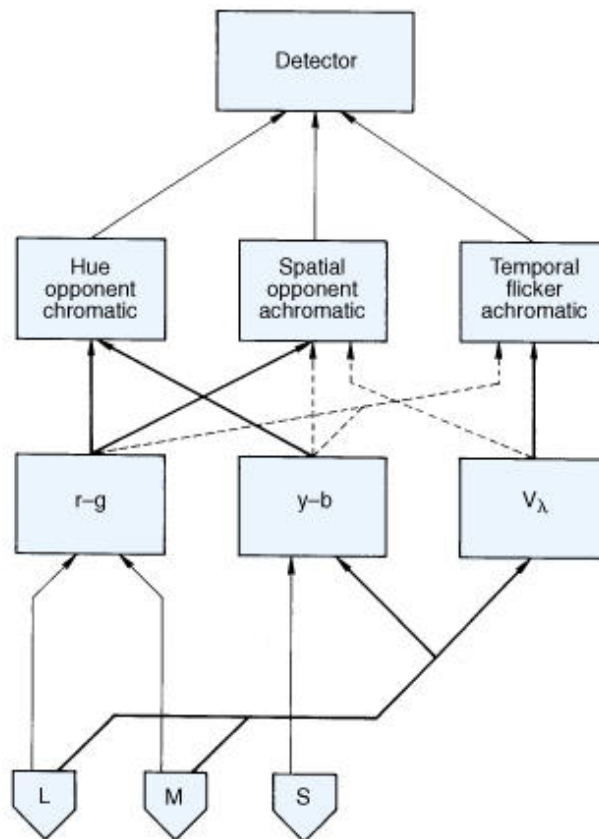 Detector
Hue
opponent
chromatic
Spatial
opponent
achromatic
Temporal
flicker
achromatic
r–g
y–b
Vλ
L
M
S